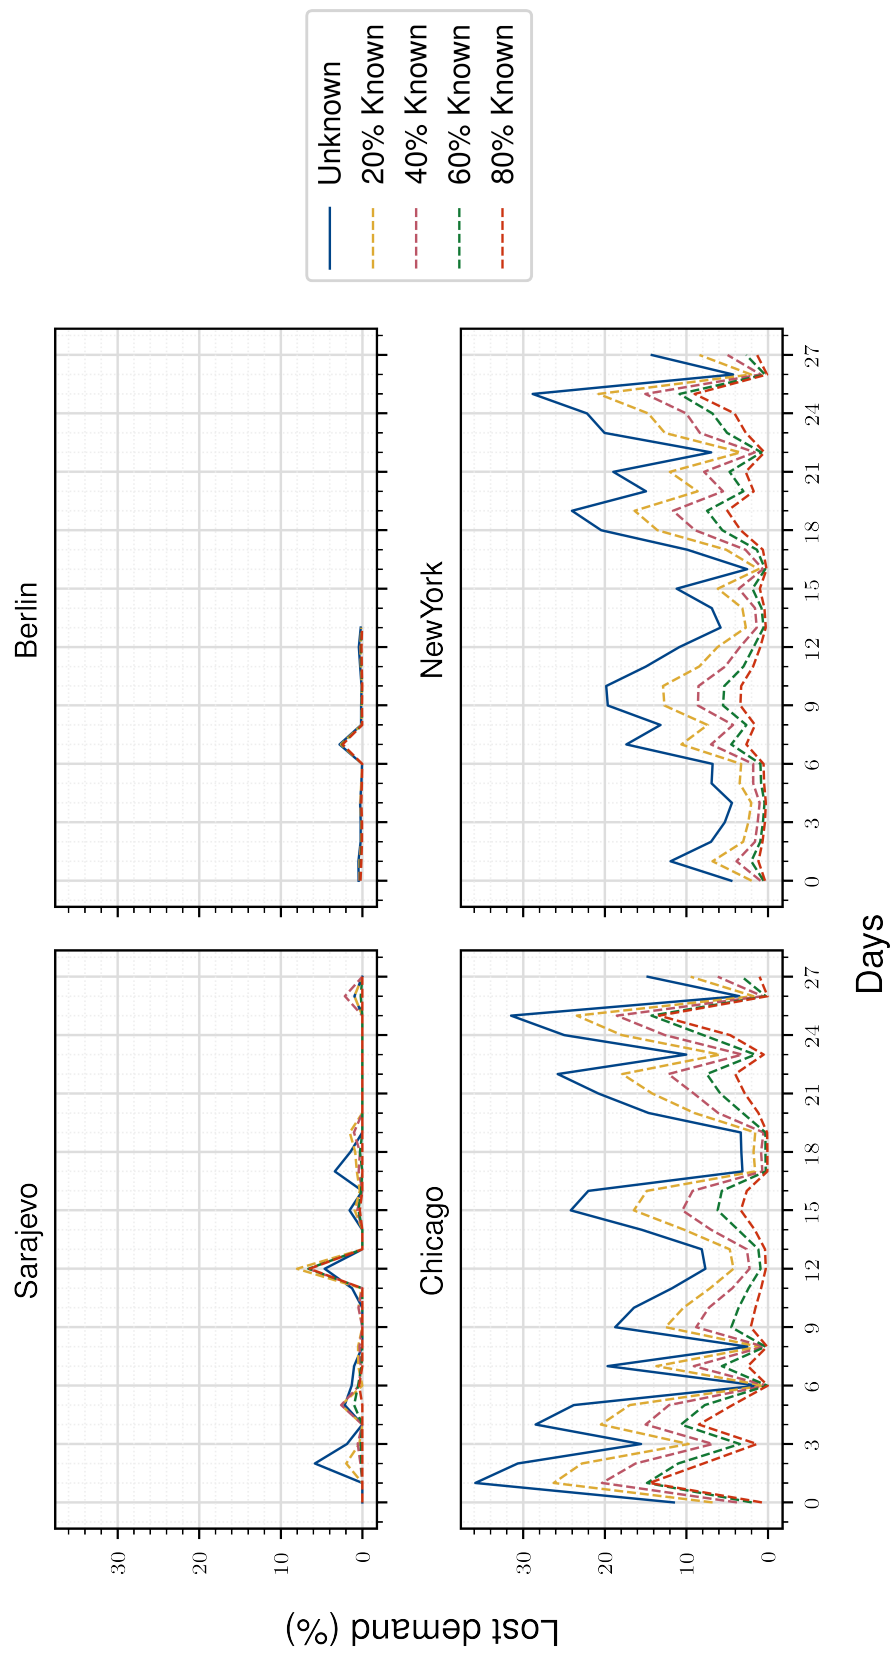 Sarajevo
Berlin
Unknown
20% Known
40% Known
60% Known
80% Known
30
20
10
0
Chicago
NewYork
30
20
10
0
0
3
6
9
12
15
18
21
24
27
0
3
6
9
12
15
18
21
24
27
Lost demand (%)
Days